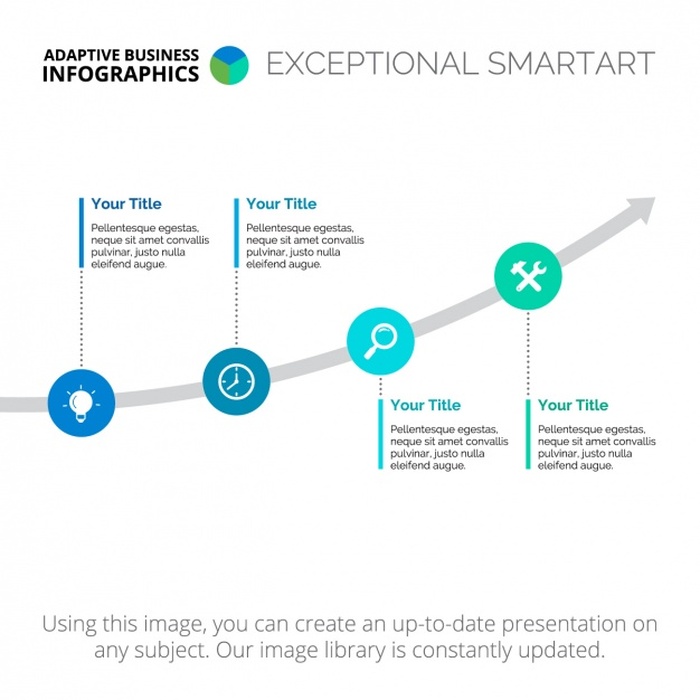 ADAPTIVE BUSINESS
INFOGRAPHICS
EXCEPTIONAL SMARTART
Your Title
Pellentesque egestas,
neque sit amet convallis
pulvinar, justo nulla
eleifend augue.
Your Title
Pellentesque egestas,
neque sit amet convallis
pulvinar, justo nulla
eleifend augue.
Your Title
Pellentesque egestas,
neque sit amet convallis
pulvinar, justo nulla
eleifend augue.
Your Title
Pellentesque egestas,
neque sit amet convallis
pulvinar, justo nulla
eleifend augue.
Using this image, you can create an up-to-date presentation on
any subject. Our image library is constantly updated.